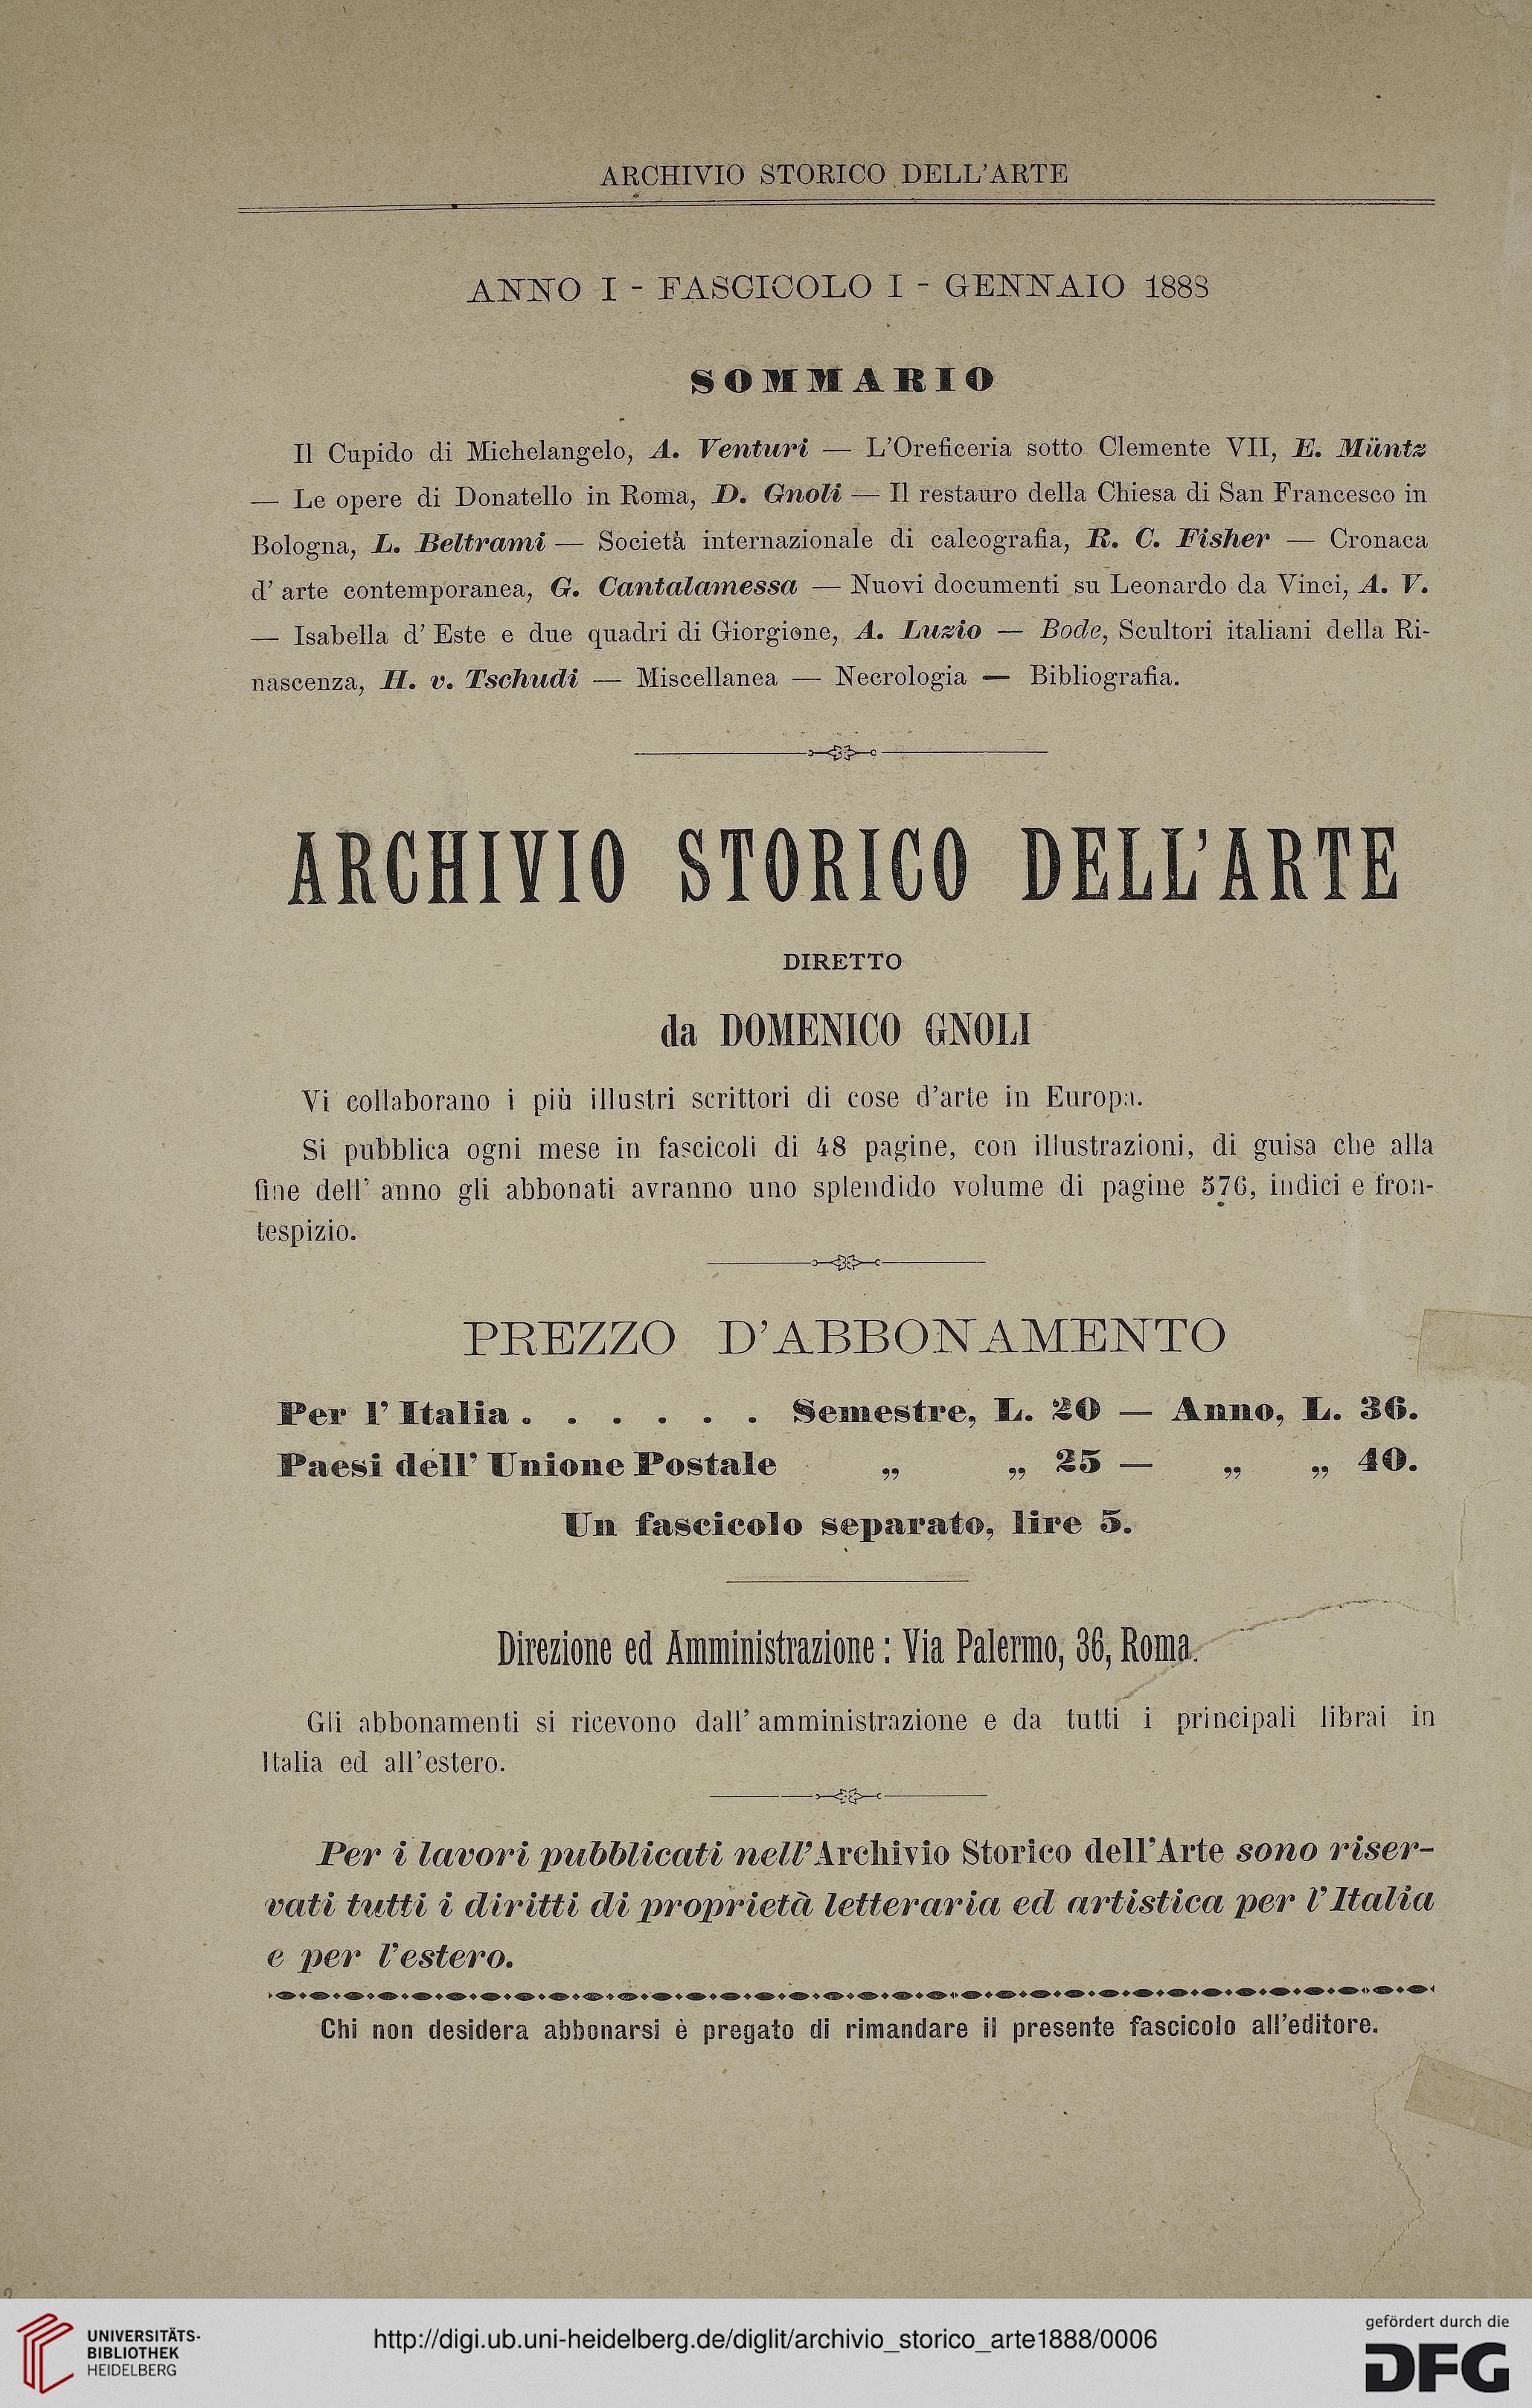 ARCHIVIO STORICO DELL'ARTE
ANNO I - FASCICOLO I - GENNAIO 1888
SOMMARIO
Il Cupido di Michelangelo, A. Venturi — L'Oreficeria sotto Clemente VII, E. Müntz
— Le opere di Donatello in Roma, D. Gnoli — Il restauro della Chiesa di San Francesco in
Bologna, L. Beltrami — Società internazionale di calcografia, R. C. Fisher — Cronaca
d' arte contemporanea, G. Cantalamessa — Nuovi documenti su Leonardo da Vinci, A. V.
— Isabella d' Este e due quadri di Giorgione, A. Luzio — Bode, Scultori italiani della Ri-
nascenza, H. v. Tschudi — Miscellanea — Necrologia — Bibliografia.
ARCHIVIO STORICO DELL'ARTE
DIRETTO
da DOMENICO GNOLI
Vi collaborano i più illustri scrittori di cose d'arte in Europa.
Si pubblica ogni mese in fascicoli di 48 pagine, con illustrazioni, di guisa che alla
fine dell' anno gli abbonati avranno uno splendido volume di pagine 576, indici e fron-
tespizio.
PREZZO D'ABBONAMENTO
Per l' Italia . . . . . . Semestre, L. 20 — Anno, L. 36.
Paesi dell' Unione Postale „ „ 25 — „ „ 40.
Un fascicolo separato, lire 5.
Direzione ed Amministrazione : Via Palermo, 36, Roma.
Gli abbonamenti si ricevono dall' amministrazione e da tutti i principali librai in
Italia ed all'estero.
Per i lavori pubblicati nell'Archivio Storico dell'Arte sono riser-
vati tutti i diritti di proprietà letteraria ed artistica per l'Italia
e per l'estero.
Chi non desidera abbonarsi è pregato di rimandare il presente fascicolo all'editore.
UNIVERSITÄTS-
BIBLIOTHEK
HEIDELBERG
http://digi.ub.uni-heidelberg.de/diglit/archivio_storico_arte1888/0006
gefördert durch die
DFG